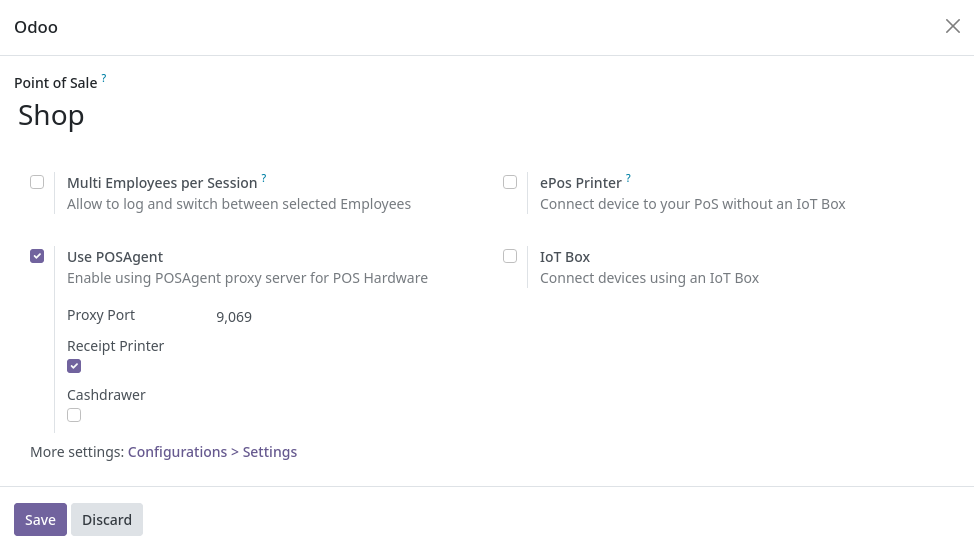 Odoo
Point of Sale ?
Shop
Multi Employees per Session ?
Allow to log and switch between selected Employees
ePos Printer ?
Connect device to your PoS without an IoT Box
Use POSAgent
Enable using POSAgent proxy server for POS Hardware
IoT Box
Connect devices using an IoT Box
Proxy Port 9,069
Receipt Printer
Cashdrawer
More settings: Configurations > Settings
Save Discard